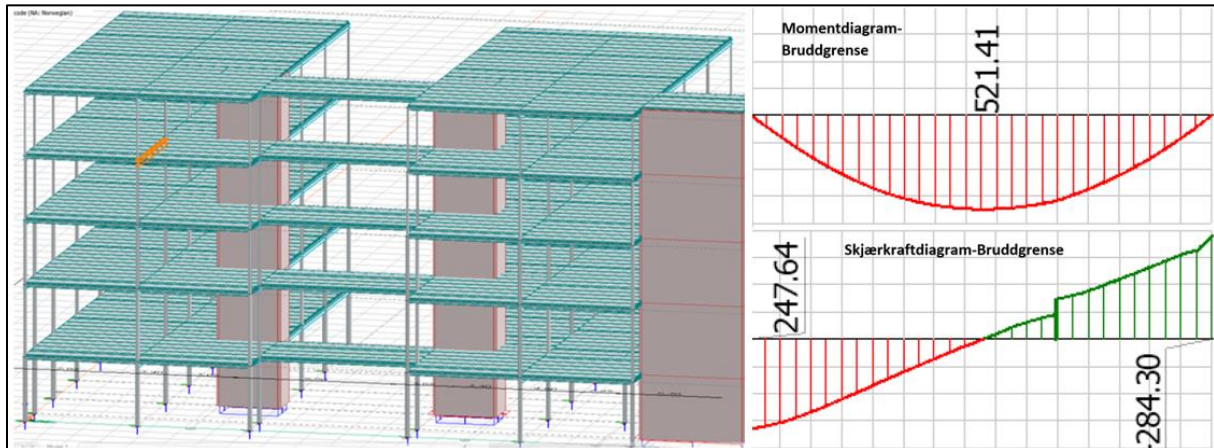 code (NA: Norwegian)
Momentdiagram-
Bruddgrense
521.41
Skjærkraftdiagram-Bruddgrense
247.64
-284.30